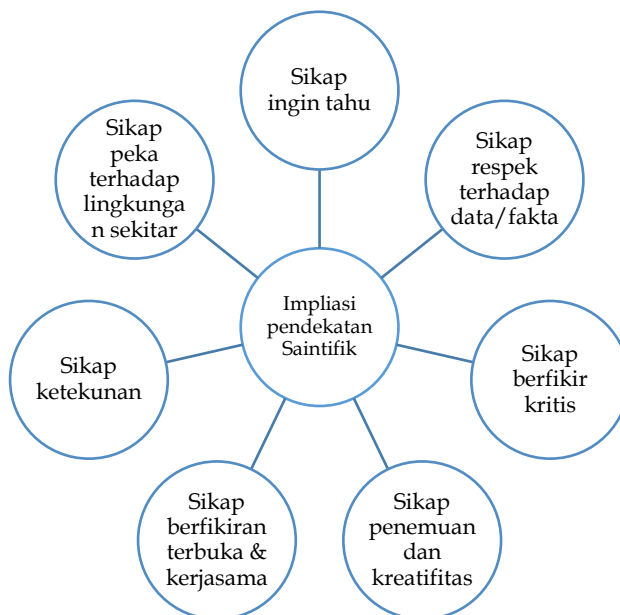 Sikap
ingin tahu
Sikap
respek
terhadap
data/fakta
Sikap
berfikir
kritis
Sikap
penemuan
dan
kreatifitas
Sikap
berfikiran
terbuka &
kerjasama
Sikap
ketekunan
Sikap
peka
terhadap
lingkunga
n sekitar
Impliasi
pendekatan
Saintifik